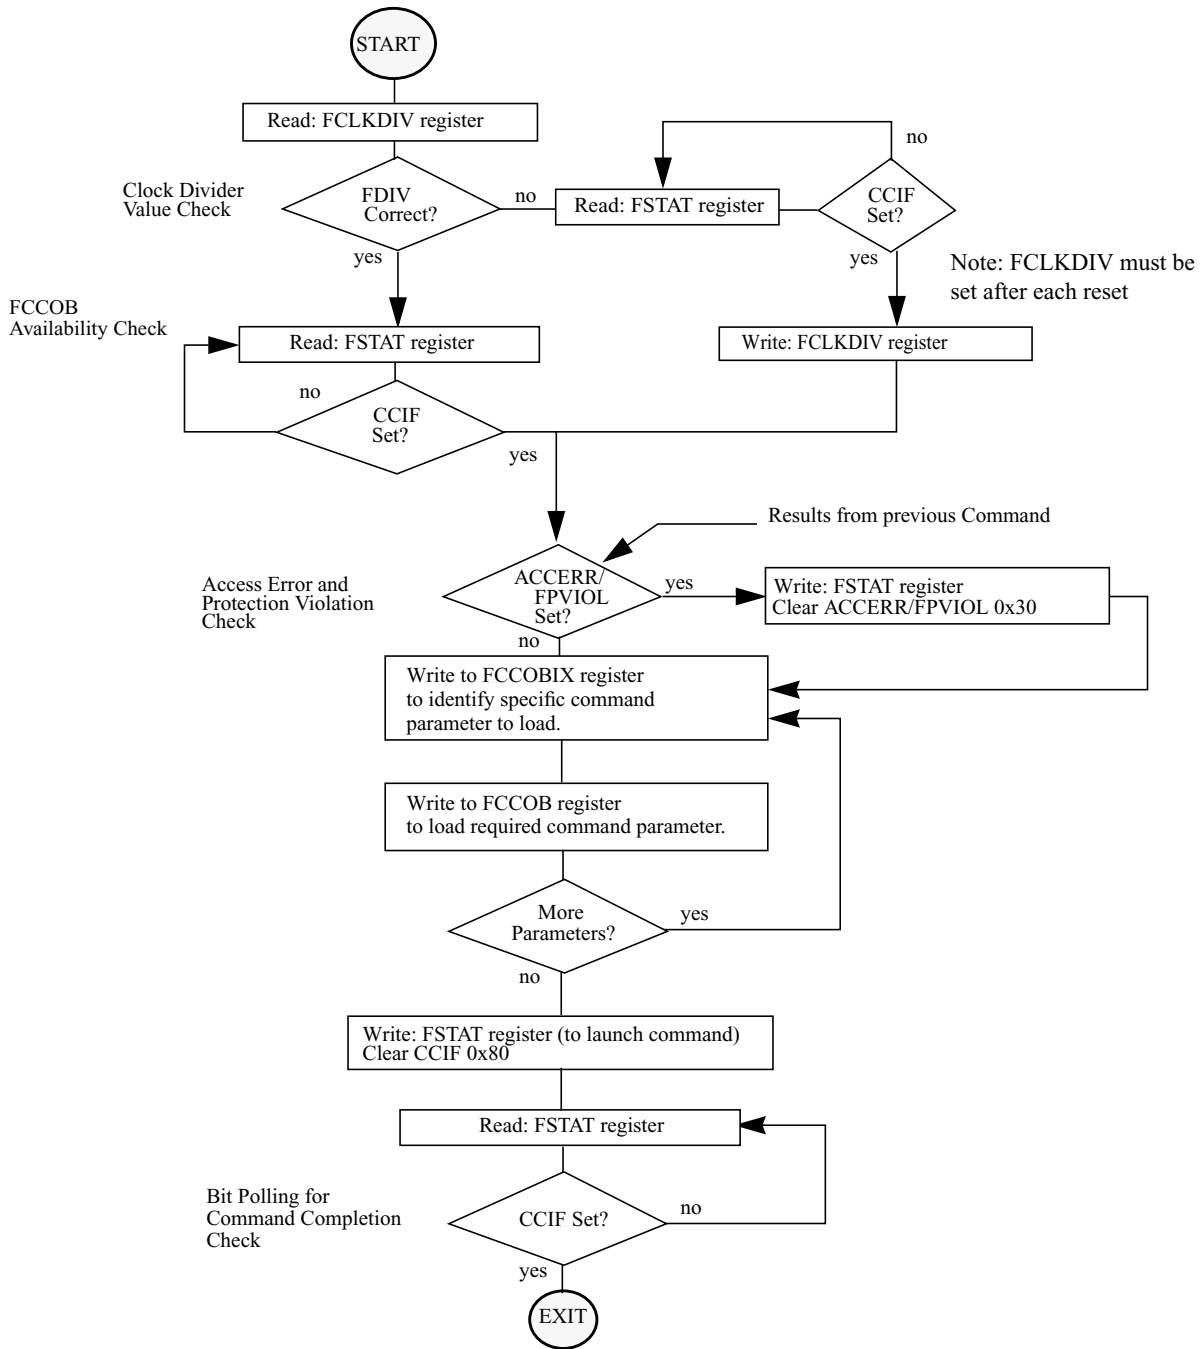 START
Read: FCLKDIV register
no
Clock Divider
Value Check
FDIV
Correct?
no
Read: FSTAT register
CCIF
Set?
yes
yes
Note: FCLKDIV must be
set after each reset
FCCOB
Availability Check
Read: FSTAT register
Write: FCLKDIV register
no
CCIF
Set?
yes
Results from previous Command
Access Error and
Protection Violation
Check
ACCERR/
FPVIOL
Set?
yes
Write: FSTAT register
Clear ACCERR/FPVIOL 0x30
no
Write to FCCOBIX register
to identify specific command
parameter to load.
Write to FCCOB register
to load required command parameter.
More
Parameters?
yes
no
Write: FSTAT register (to launch command)
Clear CCIF 0x80
Read: FSTAT register
Bit Polling for
Command Completion
Check
CCIF Set?
no
yes
EXIT